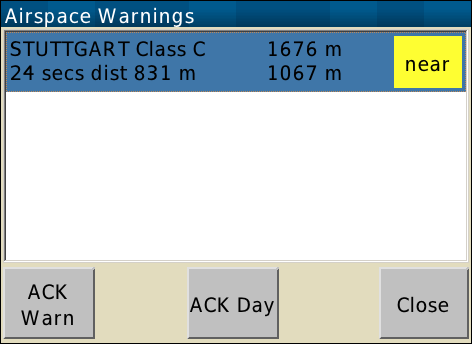 Airspace Warnings
STUTTGART Class C 1676 m
24 secs dist 831 m 1067 m
near
ACK Warn
ACK Day
Close